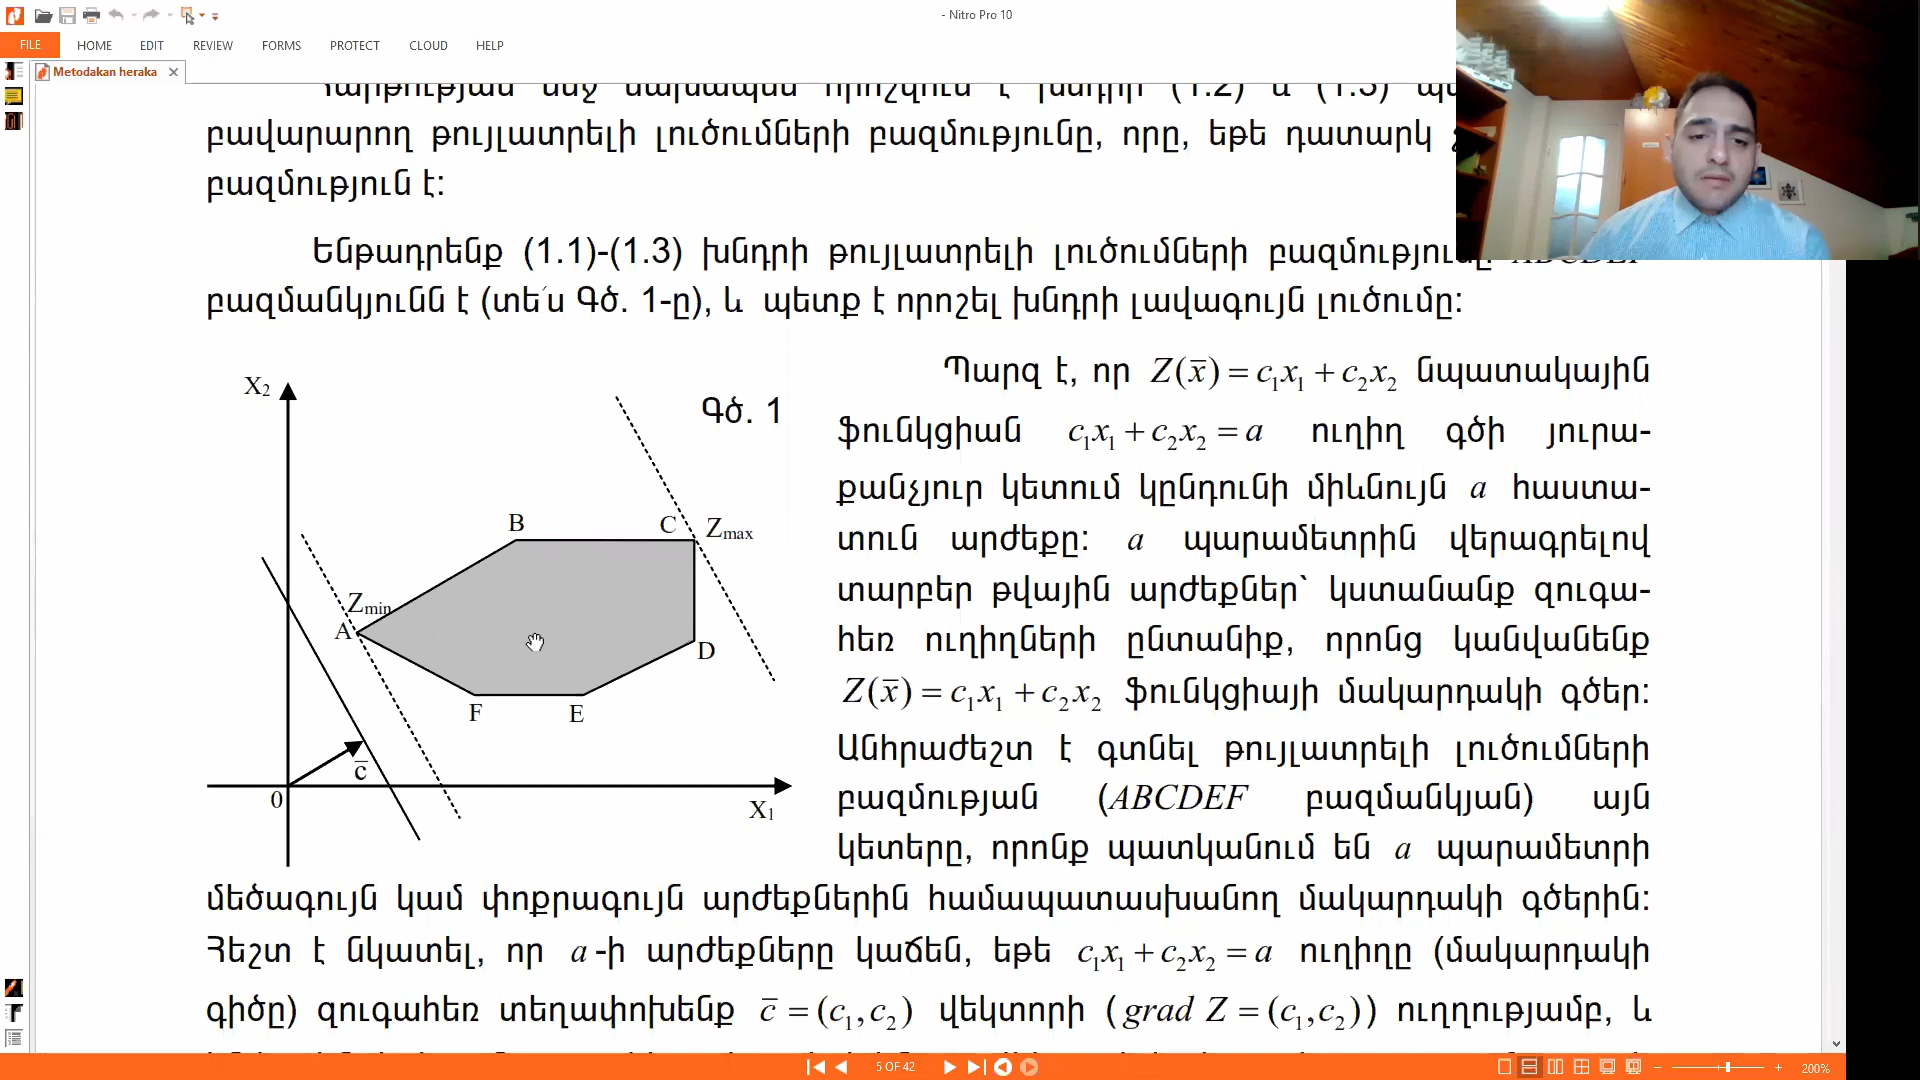 - Nitro Pro 10
FILE HOME EDIT REVIEW FORMS PROTECT CLOUD HELP
Metodakan heraka
բավարարող թույլատրելի լուծումների բազմությունը, որը, եթե դատարկ
բազմություն է:
Ենթադրենք (1.1)-(1.3) խնդրի թույլատրելի լուծումների բազմությունը ABCDEF
բազմանկյունն է (տե՛ս Գծ. 1-ը), և պետք է որոշել խնդրի լավագույն լուծումը:
X2
Գծ. 1
B
C
Zmax
Zmin
A
D
F
E
c̅
0
X1
Պարզ է, որ Z(x̅) = c₁x₁ + c₂x₂ նպատակային
ֆունկցիան c₁x₁ + c₂x₂ = a ուղիղ գծի յուրա-
քանչյուր կետում կընդունի միևնույն a հաստա-
տուն արժեքը: a պարամետրին վերագրելով
տարբեր թվային արժեքներ` կստանանք զուգա-
հեռ ուղիղների ընտանիք, որոնց կանվանենք
Z(x̅) = c₁x₁ + c₂x₂ ֆունկցիայի մակարդակի գծեր:
Անհրաժեշտ է գտնել թույլատրելի լուծումների
բազմության (ABCDEF բազմանկյան) այն
կետերը, որոնք պատկանում են a պարամետրի
մեծագույն կամ փոքրագույն արժեքներին համապատասխանող մակարդակի գծերին:
Հեշտ է նկատել, որ a -ի արժեքները կաճեն, եթե c₁x₁ + c₂x₂ = a ուղիղը (մակարդակի
գիծը) զուգահեռ տեղափոխենք c̅ = (c₁,c₂) վեկտորի ( grad Z = (c₁,c₂)) ուղղությամբ, և
5 OF 42
200%